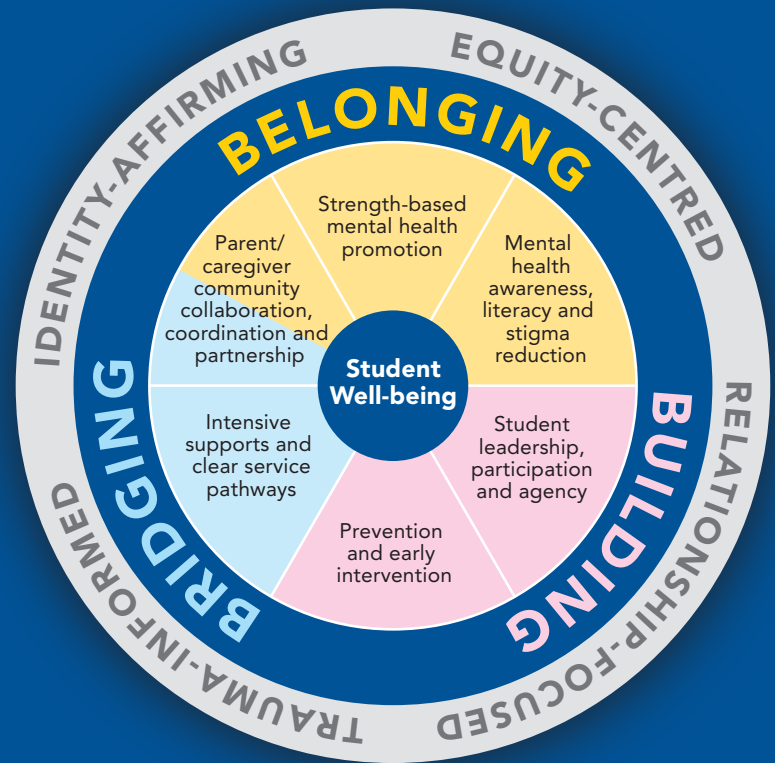 IDENTITY-AFFIRMING
EQUITY-CENTRED
RELATIONSHIP-FOCUSED
TRAUMA-INFORMED
BELONGING
BUILDING
BRIDGING
Strength-based
mental health
promotion
Mental
health
awareness,
literacy and
stigma
reduction
Student
leadership,
participation
and agency
Prevention
and early
intervention
Intensive
supports and
clear service
pathways
Parent/
caregiver
community
collaboration,
coordination and
partnership
Student
Well-being